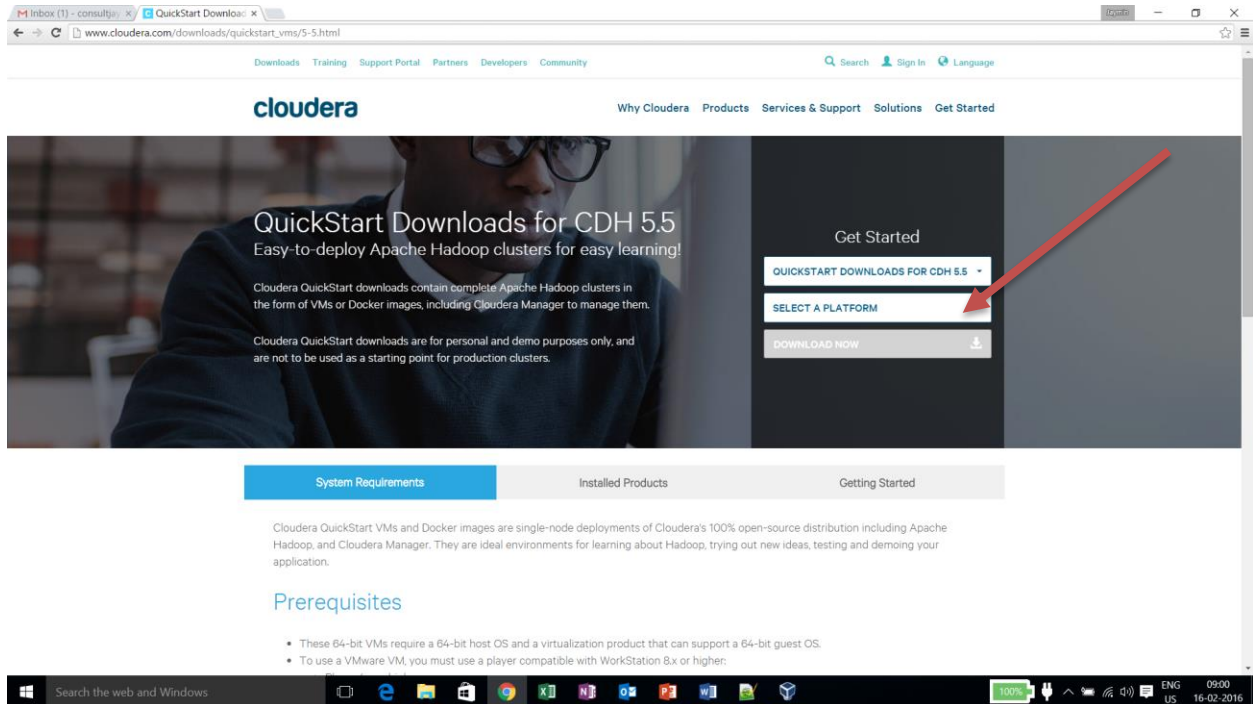 Inbox (1) - consultjay
QuickStart Download
www.cloudera.com/downloads/quickstart_vms/5-5.html
Downloads Training Support Portal Partners Developers Community Search Sign In Language
cloudera Why Cloudera Products Services & Support Solutions Get Started
QuickStart Downloads for CDH 5.5
Easy-to-deploy Apache Hadoop clusters for easy learning!
Cloudera QuickStart downloads contain complete Apache Hadoop clusters in
the form of VMs or Docker images, including Cloudera Manager to manage them.
Cloudera QuickStart downloads are for personal and demo purposes only, and
are not to be used as a starting point for production clusters.
Get Started
QUICKSTART DOWNLOADS FOR CDH 5.5
SELECT A PLATFORM
DOWNLOAD NOW
System Requirements Installed Products Getting Started
Cloudera QuickStart VMs and Docker images are single-node deployments of Cloudera's 100% open-source distribution including Apache
Hadoop, and Cloudera Manager. They are ideal environments for learning about Hadoop, trying out new ideas, testing and demoing your
application.
Prerequisites
• These 64-bit VMs require a 64-bit host OS and a virtualization product that can support a 64-bit guest OS.
• To use a VMware VM, you must use a player compatible with WorkStation 8.x or higher:
Search the web and Windows
100%
ENG
US
09:00
16-02-2016